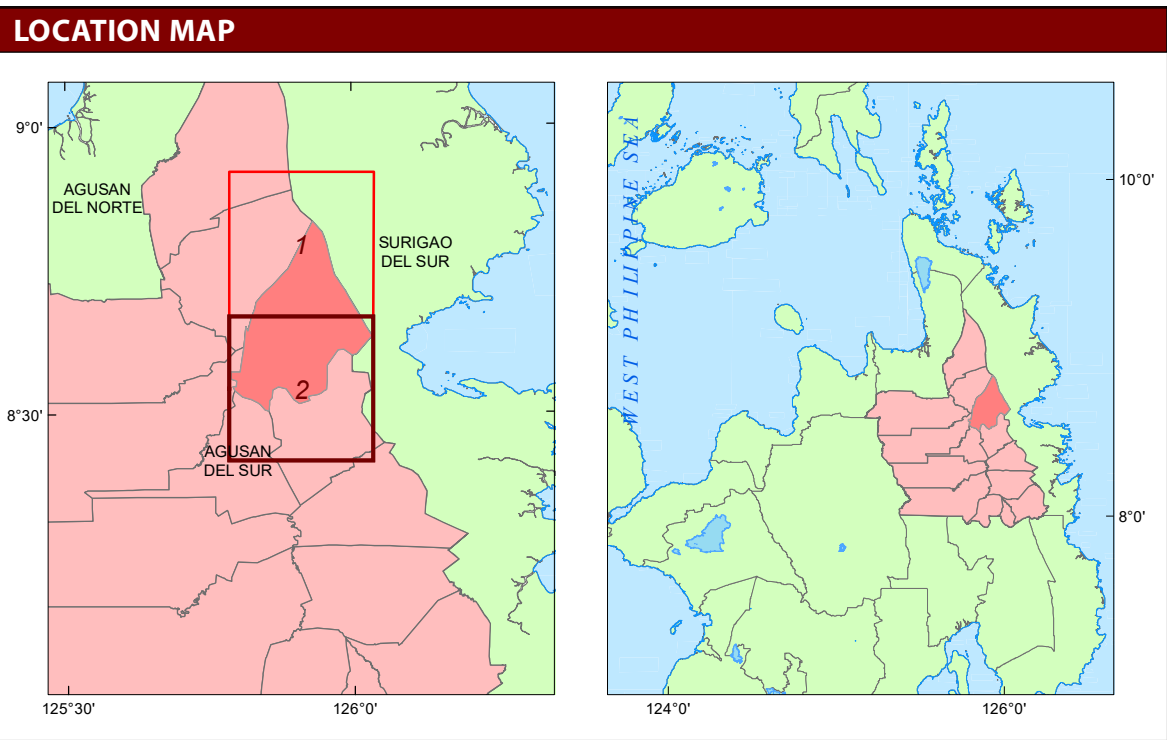 LOCATION MAP
9°0'
AGUSAN
DEL NORTE
1
SURIGAO
DEL SUR
2
8°30'
AGUSAN
DEL SUR
125°30'
126°0'
WEST PHILIPPINE SEA
10°0'
8°0'
124°0'
126°0'